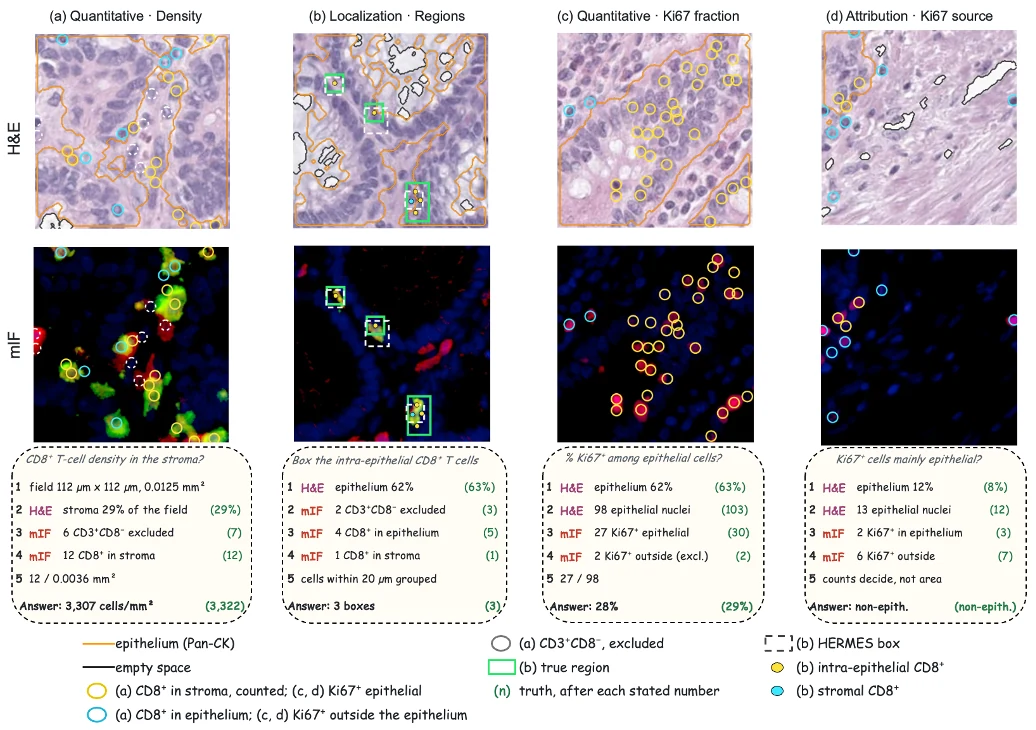 (a) Quantitative · Density
(b) Localization · Regions
(c) Quantitative · Ki67 fraction
(d) Attribution · Ki67 source
H&E
mIF
CD8⁺ T-cell density in the stroma?
1 field 112 µm x 112 µm, 0.0125 mm²
2 H&E stroma 29% of the field (29%)
3 mIF 6 CD3⁺CD8⁻ excluded (7)
4 mIF 12 CD8⁺ in stroma (12)
5 12 / 0.0036 mm²
Answer: 3,307 cells/mm² (3,322)
Box the intra-epithelial CD8⁺ T cells
1 H&E epithelium 62% (63%)
2 mIF 2 CD3⁺CD8⁻ excluded (3)
3 mIF 4 CD8⁺ in epithelium (5)
4 mIF 1 CD8⁺ in stroma (1)
5 cells within 20 µm grouped
Answer: 3 boxes (3)
% Ki67⁺ among epithelial cells?
1 H&E epithelium 62% (63%)
2 H&E 98 epithelial nuclei (103)
3 mIF 27 Ki67⁺ epithelial (30)
4 mIF 2 Ki67⁺ outside (excl.) (2)
5 27 / 98
Answer: 28% (29%)
Ki67⁺ cells mainly epithelial?
1 H&E epithelium 12% (8%)
2 H&E 13 epithelial nuclei (12)
3 mIF 2 Ki67⁺ in epithelium (3)
4 mIF 6 Ki67⁺ outside (7)
5 counts decide, not area
Answer: non-epith. (non-epith.)
epithelium (Pan-CK)
empty space
(a) CD8⁺ in stroma, counted; (c, d) Ki67⁺ epithelial
(a) CD8⁺ in epithelium; (c, d) Ki67⁺ outside the epithelium
(a) CD3⁺CD8⁻, excluded
(b) true region
(n) truth, after each stated number
(b) HERMES box
(b) intra-epithelial CD8⁺
(b) stromal CD8⁺